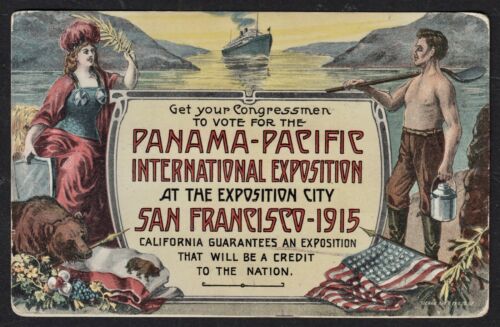 Get your Congressmen
TO VOTE FOR THE
PANAMA-PACIFIC
INTERNATIONAL EXPOSITION
AT THE EXPOSITION CITY
SAN FRANCISCO-1915
CALIFORNIA GUARANTEES AN EXPOSITION
THAT WILL BE A CREDIT
TO THE NATION.